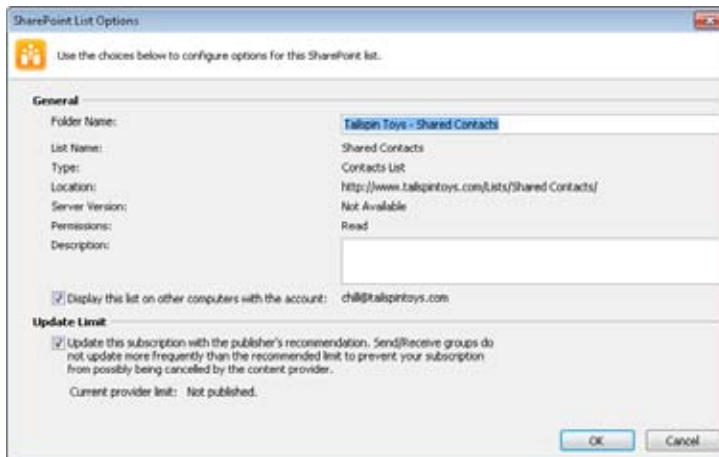 SharePoint List Options
Use the choices below to configure options for this SharePoint list.
General
Folder Name: Tailspin Toys - Shared Contacts
List Name: Shared Contacts
Type: Contacts List
Location: http://www.tailspintoys.com/Lists/Shared Contacts/
Server Version: Not Available
Permissions: Read
Description:
Display this list on other computers with the account: chill@tailspintoys.com
Update Limit
Update this subscription with the publisher's recommendation. Send/Receive groups do
not update more frequently than the recommended limit to prevent your subscription
from possibly being cancelled by the content provider.
Current provider limit: Not published.
OK Cancel